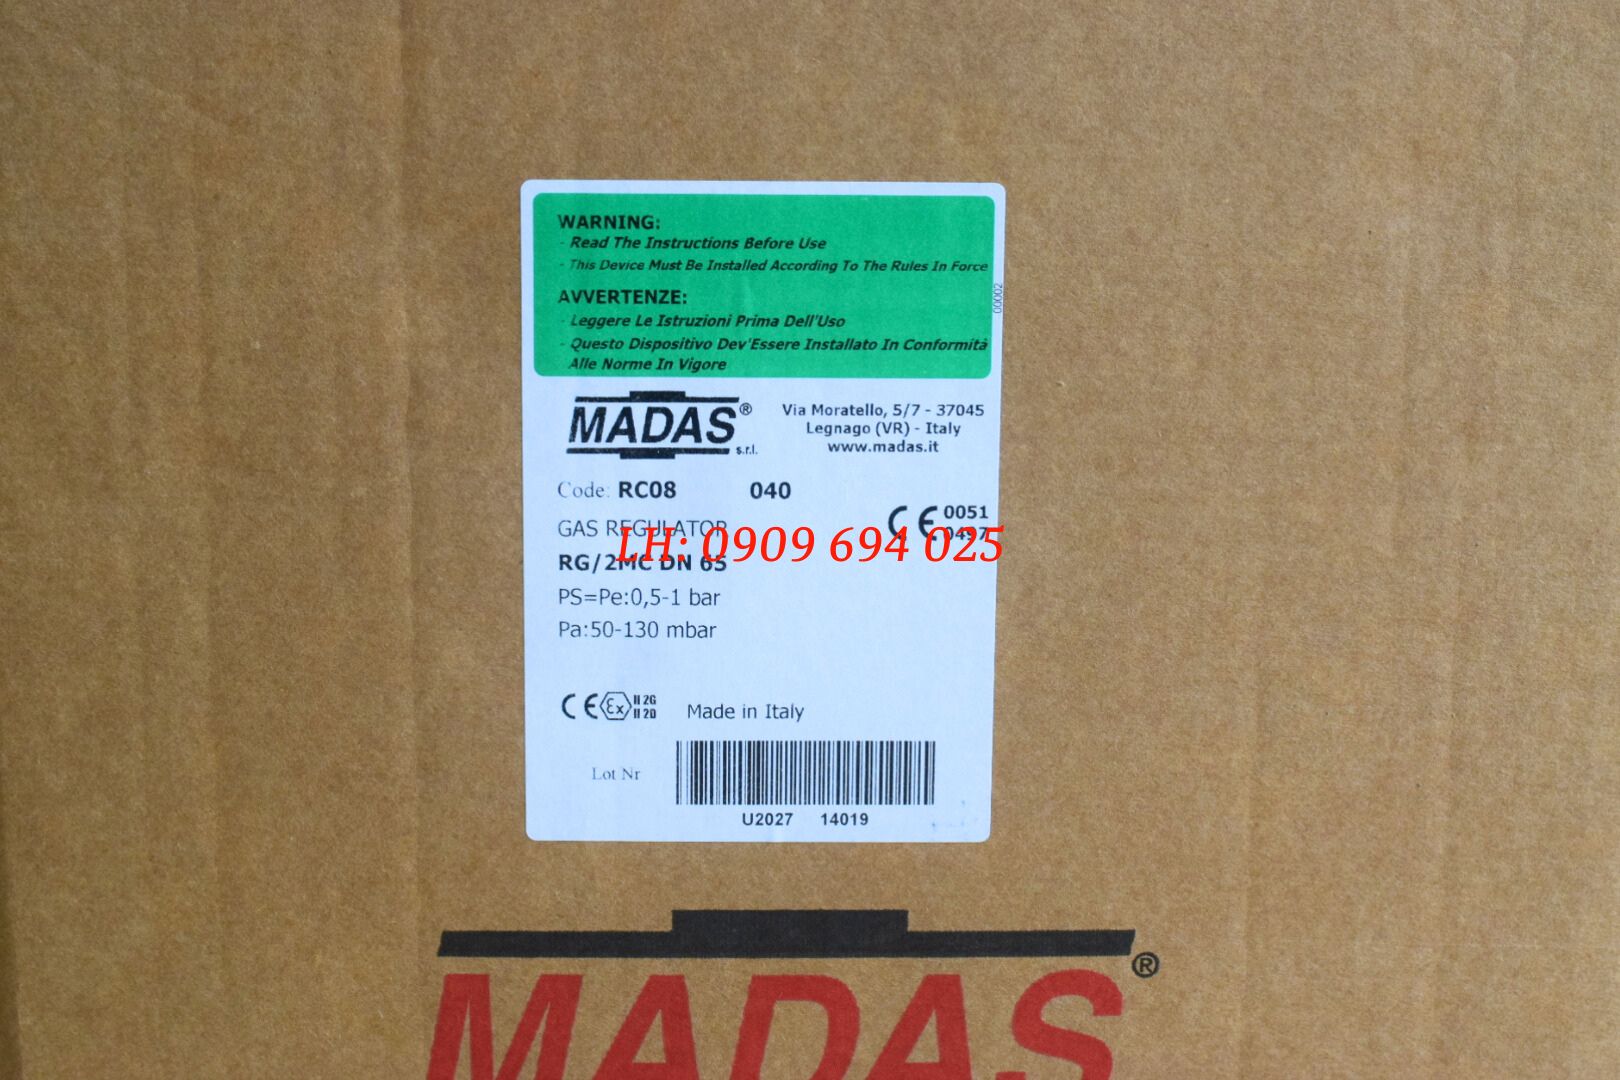 WARNING:
- Read The Instructions Before Use
- This Device Must Be Installed According To The Rules In Force
AVVERTENZE:
- Leggere Le Istruzioni Prima Dell'Uso
- Questo Dispositivo Dev'Essere Installato In Conformità
Alle Norme In Vigore
00002
MADAS®
s.r.l.
Via Moratello, 5/7 - 37045
Legnago (VR) - Italy
www.madas.it
Code: RC08 040
GAS REGULATOR
CE 0051
0497
LH: 0909 694 025
RG/2MC DN 65
PS=Pe:0,5-1 bar
Pa:50-130 mbar
CE Ex II 2G
II 2D
Made in Italy
Lot Nr
U2027 14019
MADAS®